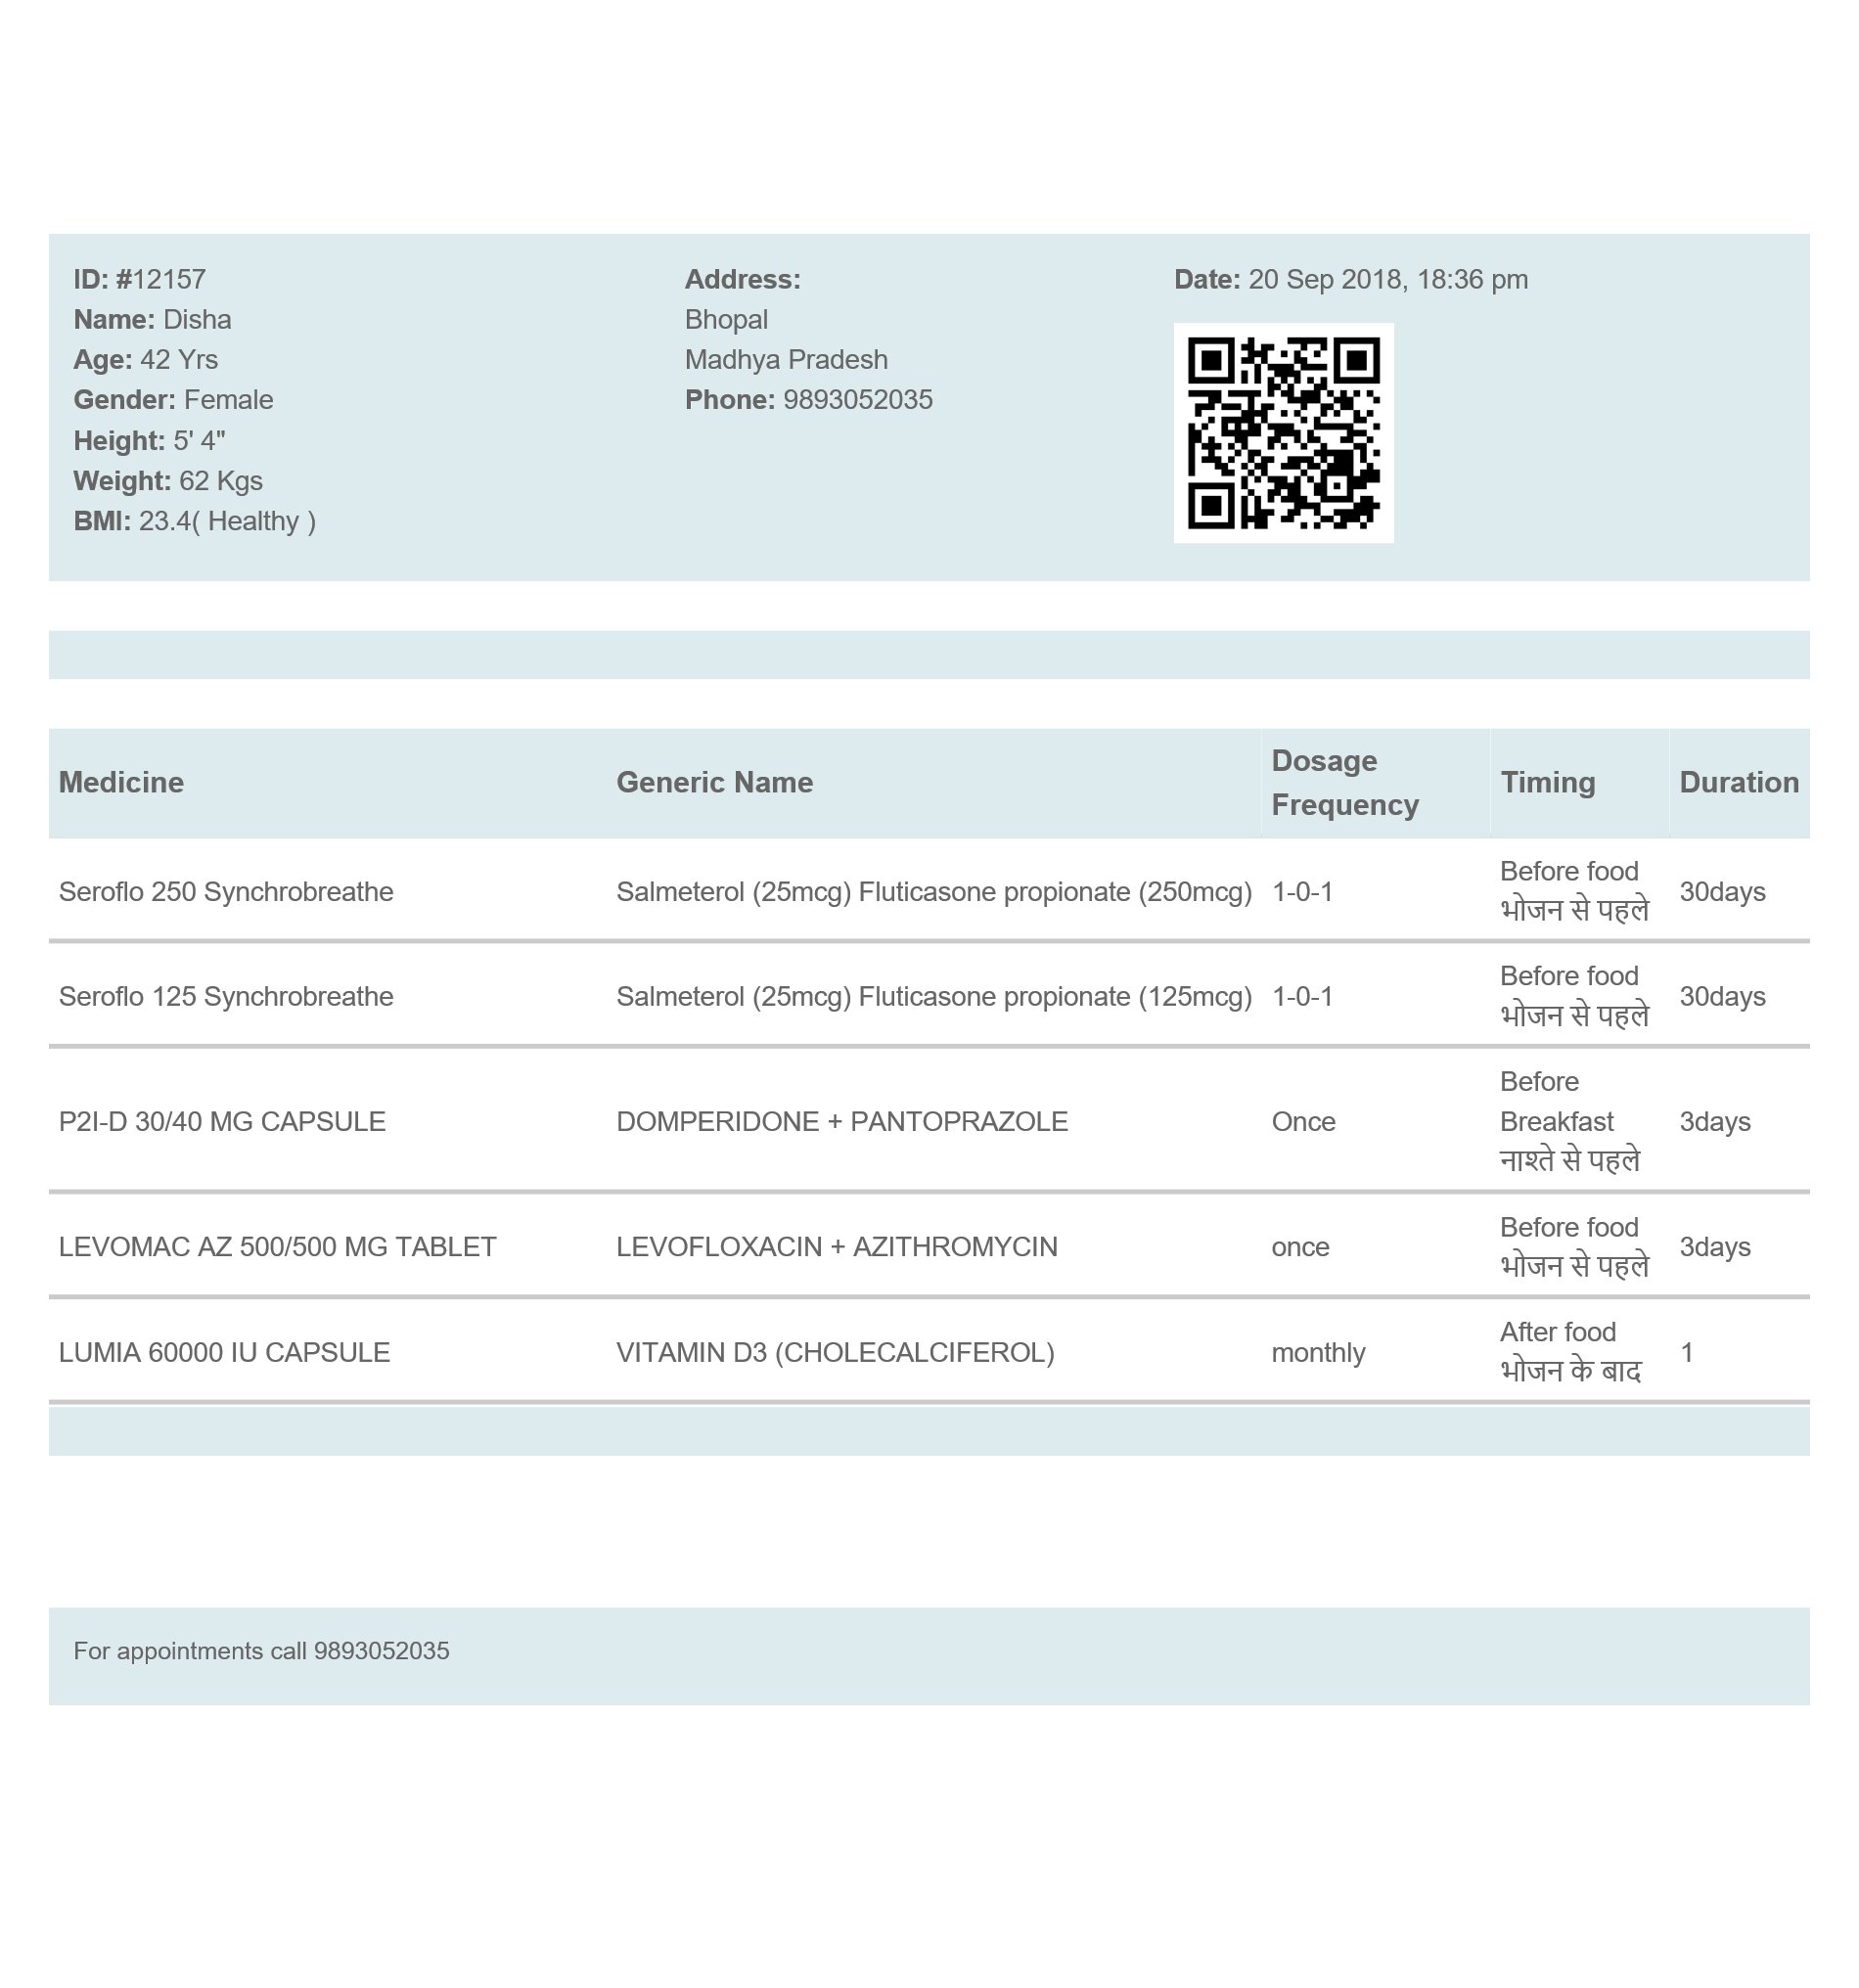 ID: #12157
Name: Disha
Age: 42 Yrs
Gender: Female
Height: 5' 4"
Weight: 62 Kgs
BMI: 23.4( Healthy )
Address:
Bhopal
Madhya Pradesh
Phone: 9893052035
Date: 20 Sep 2018, 18:36 pm
Medicine Generic Name Dosage Frequency Timing Duration
Seroflo 250 Synchrobreathe Salmeterol (25mcg) Fluticasone propionate (250mcg) 1-0-1 Before food भोजन से पहले 30days
Seroflo 125 Synchrobreathe Salmeterol (25mcg) Fluticasone propionate (125mcg) 1-0-1 Before food भोजन से पहले 30days
P2I-D 30/40 MG CAPSULE DOMPERIDONE + PANTOPRAZOLE Once Before Breakfast नाश्ते से पहले 3days
LEVOMAC AZ 500/500 MG TABLET LEVOFLOXACIN + AZITHROMYCIN once Before food भोजन से पहले 3days
LUMIA 60000 IU CAPSULE VITAMIN D3 (CHOLECALCIFEROL) monthly After food भोजन के बाद 1
For appointments call 9893052035